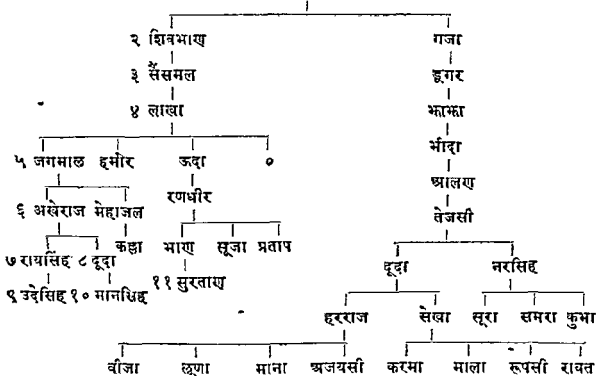 २ शिवभाण गजा
३ सैंसमल डूगर
४ लाखा झाझा
५ जगमाल हमीर ऊदा ० भीदा
रणधीर आलण
६ अखेराज मेहाजल तेजसी
कल्ला भाण सूजा प्रताप
७ रायसिंह ८ दूदा दूदा नरसिंह
९ उदेसिंह १० मानसिंह ११ सुरताण
हरराज सेखा सूरा समरा कुभा
वीजा लूणा माना अजयसी करमा माला रूपसी रावत